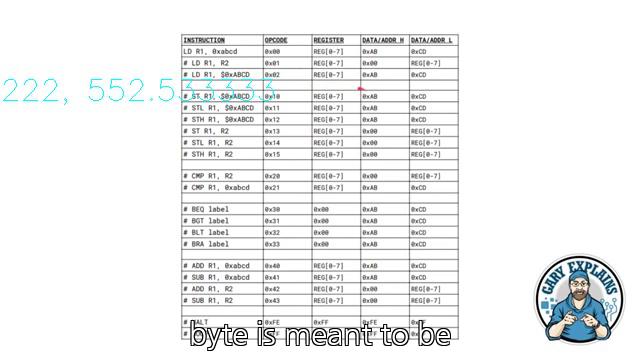 INSTRUCTION OPCODE REGISTER DATA/ADDR H DATA/ADDR L
LD R1, 0xabcd 0x00 REG[0-7] 0xAB 0xCD
# LD R1, R2 0x01 REG[0-7] 0x00 REG[0-7]
# LD R1, $0xABCD 0x02 REG[0-7] 0xAB 0xCD
222, 552.533333
# ST R1, $0xABCD 0x10 REG[0-7] 0xAB 0xCD
# STL R1, $0xABCD 0x11 REG[0-7] 0xAB 0xCD
# STH R1, $0xABCD 0x12 REG[0-7] 0xAB 0xCD
# ST R1, R2 0x13 REG[0-7] 0x00 REG[0-7]
# STL R1, R2 0x14 REG[0-7] 0x00 REG[0-7]
# STH R1, R2 0x15 REG[0-7] 0x00 REG[0-7]
# CMP R1, R2 0x20 REG[0-7] 0x00 REG[0-7]
# CMP R1, 0xabcd 0x21 REG[0-7] 0xAB 0xCD
# BEQ label 0x30 0x00 0xAB 0xCD
# BGT label 0x31 0x00 0xAB 0xCD
# BLT label 0x32 0x00 0xAB 0xCD
# BRA label 0x33 0x00 0xAB 0xCD
# ADD R1, 0xabcd 0x40 REG[0-7] 0xAB 0xCD
# SUB R1, 0xabcd 0x41 REG[0-7] 0xAB 0xCD
# ADD R1, R2 0x42 REG[0-7] 0x00 REG[0-7]
# SUB R1, R2 0x43 REG[0-7] 0x00 REG[0-7]
GARY EXPLAINS
# HALT 0xFE 0xFF 0xFE 0xFF
byte is meant to be